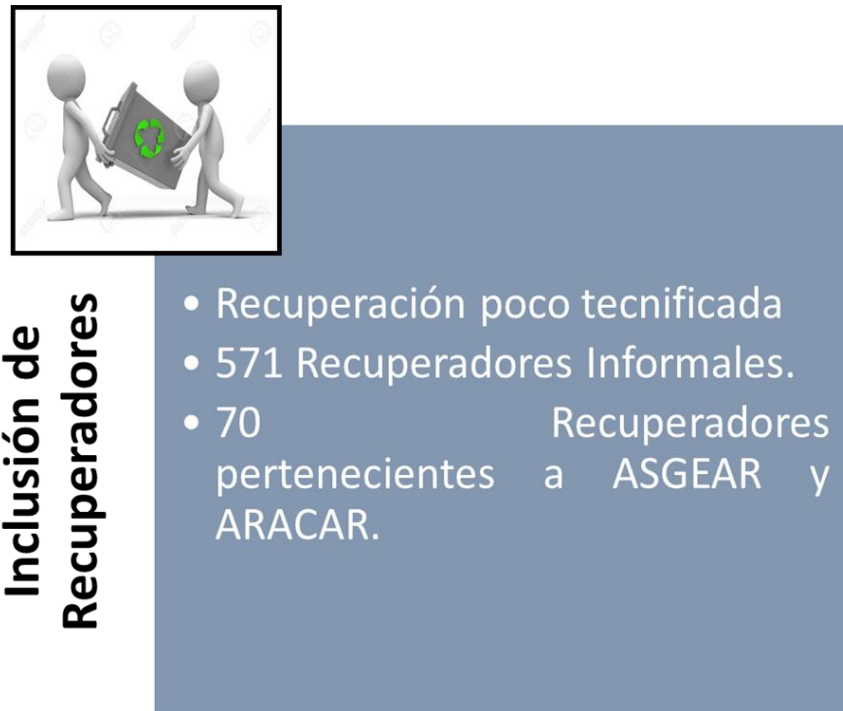 Inclusión de
Recuperadores
• Recuperación poco tecnificada
• 571 Recuperadores Informales.
• 70 Recuperadores
pertenecientes a ASGEAR y
ARACAR.